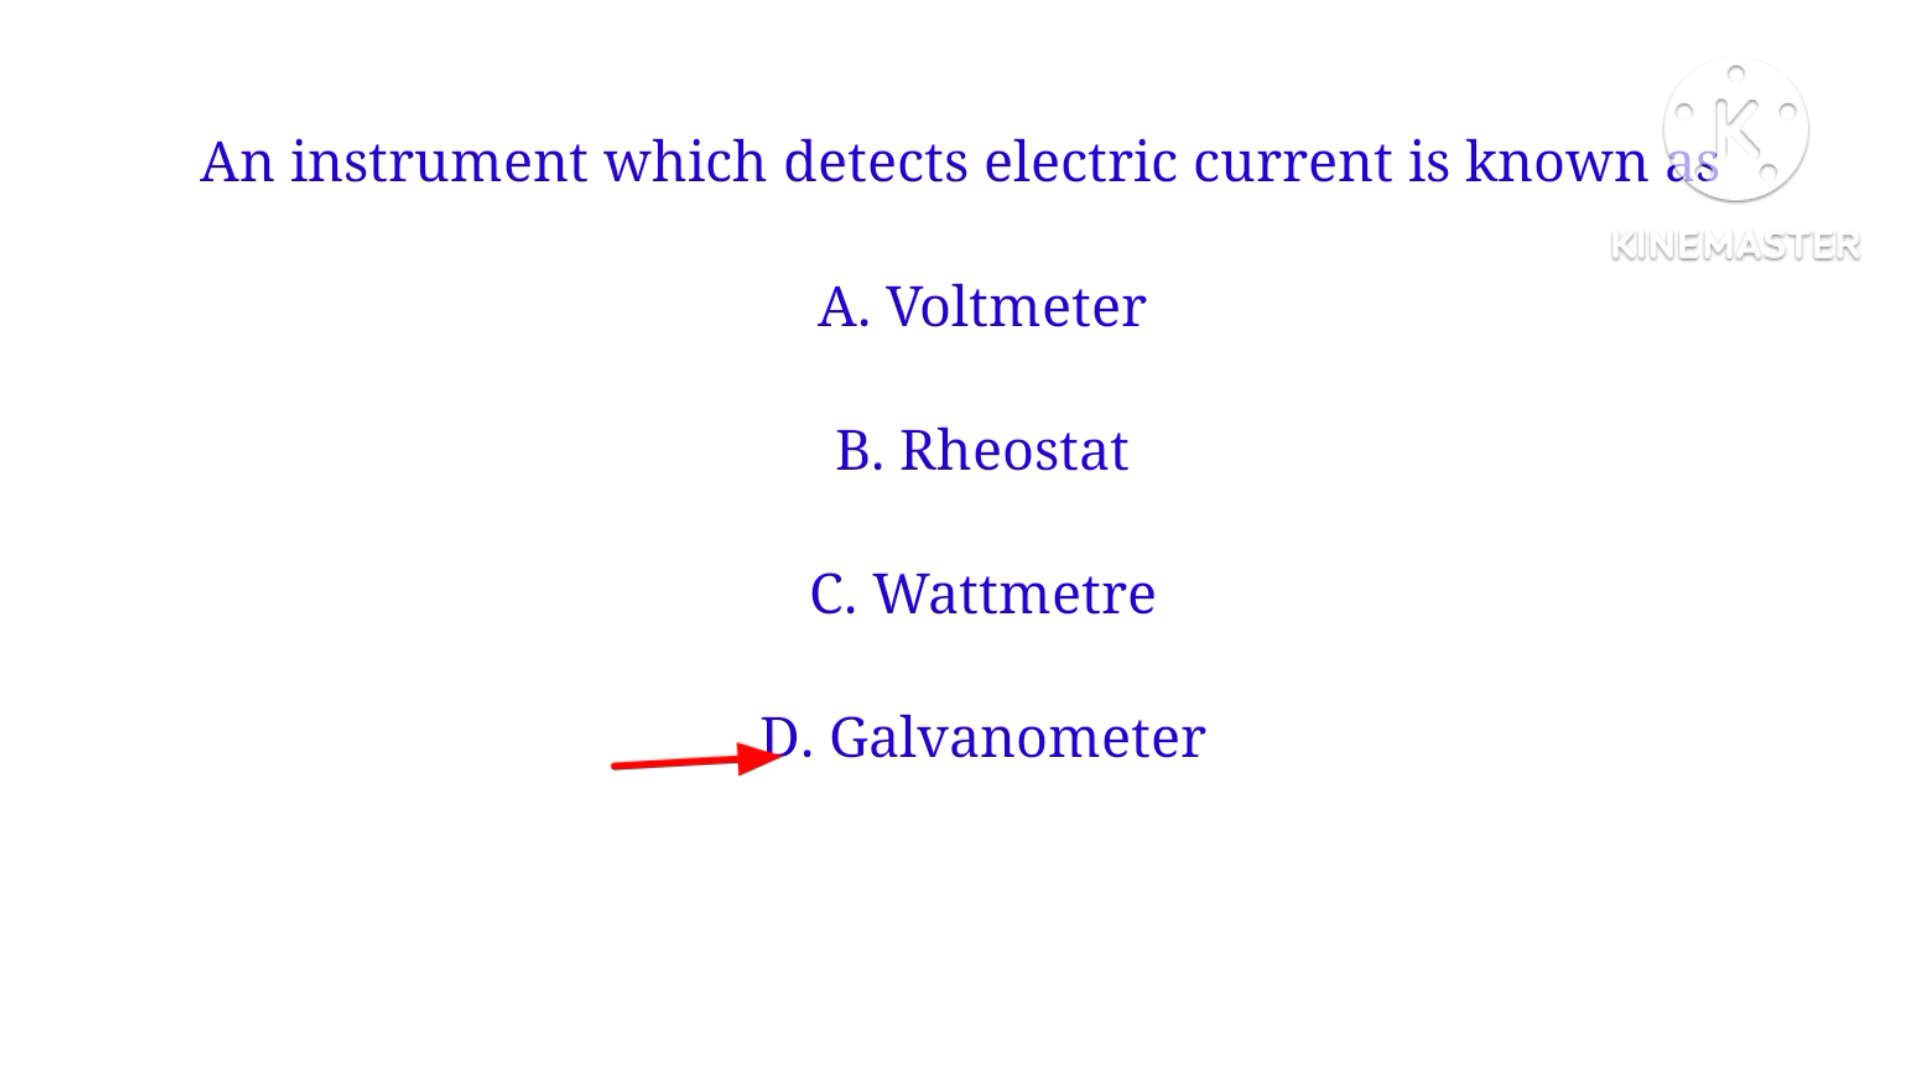 An instrument which detects electric current is known as
K
KINEMASTER
A. Voltmeter
B. Rheostat
C. Wattmetre
D. Galvanometer